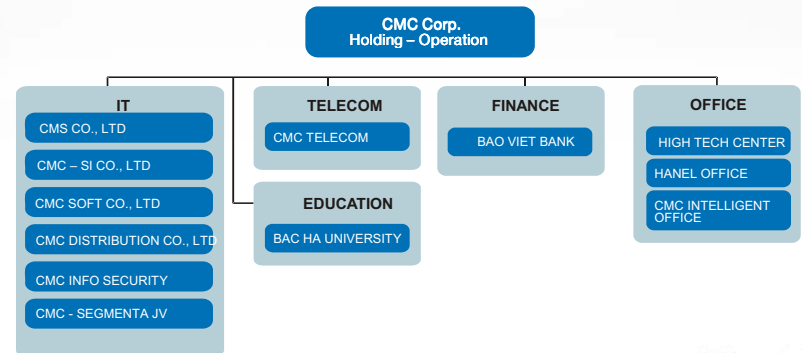 CMC Corp.
Holding – Operation
IT
CMS CO., LTD
CMC – SI CO., LTD
CMC SOFT CO., LTD
CMC DISTRIBUTION CO., LTD
CMC INFO SECURITY
CMC - SEGMENTA JV
TELECOM
CMC TELECOM
EDUCATION
BAC HA UNIVERSITY
FINANCE
BAO VIET BANK
OFFICE
HIGH TECH CENTER
HANEL OFFICE
CMC INTELLIGENT
OFFICE